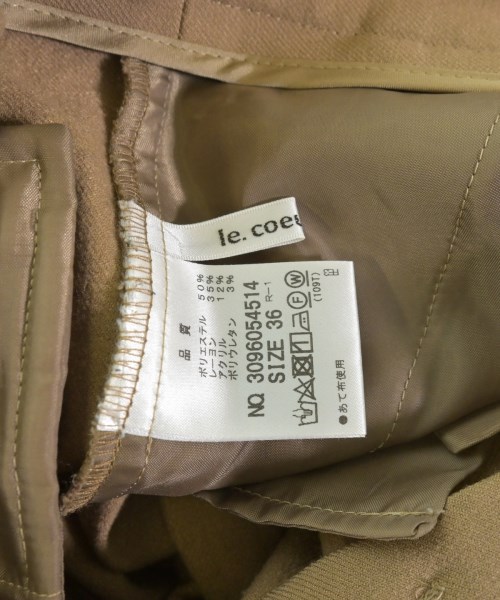 le. coeu
品 質
ポリエステル 50%
レーヨン 35%
アクリル 12%
ポリウレタン 3%
NO. 3096054514
SIZE 36 R-1
F W
(109T)
●あて布使用